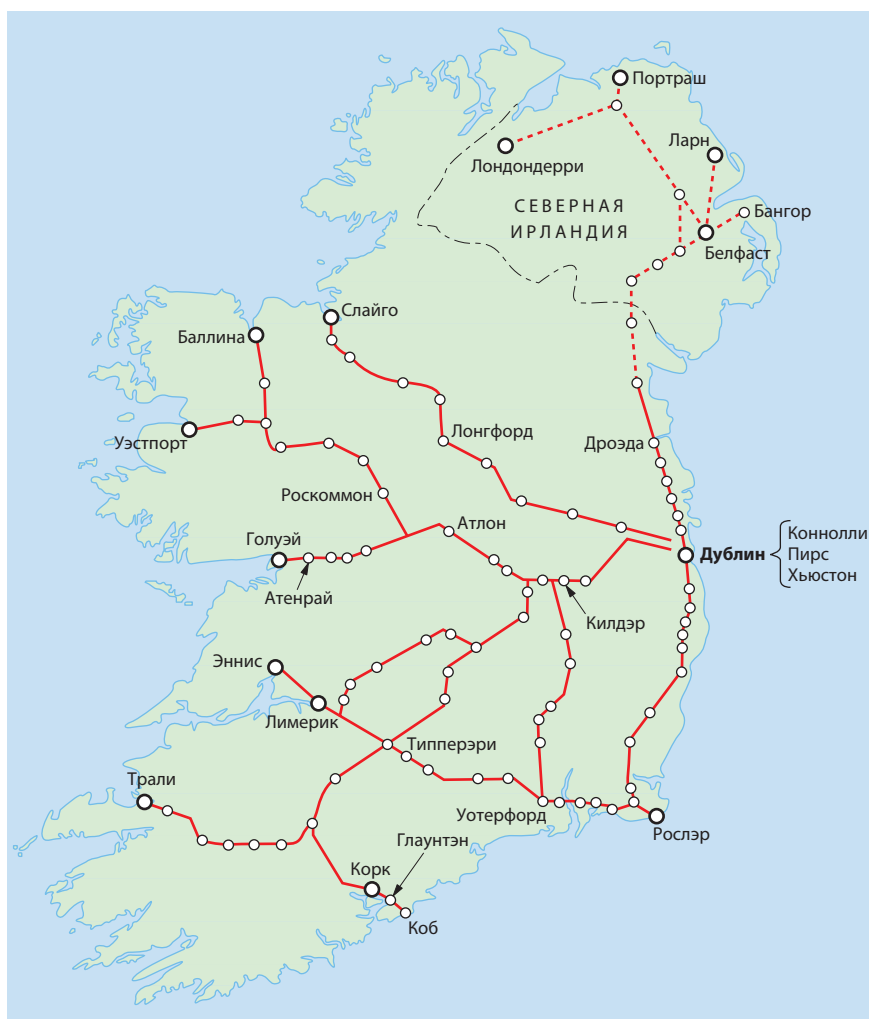 Портраш
Ларн
Лондондерри
СЕВЕРНАЯ
ИРЛАНДИЯ
Бангор
Белфаст
Слайго
Баллина
Уэстпорт
Лонгфорд
Дроэда
Роскоммон
Атлон
Голуэй
Дублин
Коннолли
Пирс
Хьюстон
Атенрай
Килдэр
Эннис
Лимерик
Типперэри
Трали
Уотерфорд
Рослэр
Глаунтэн
Корк
Коб